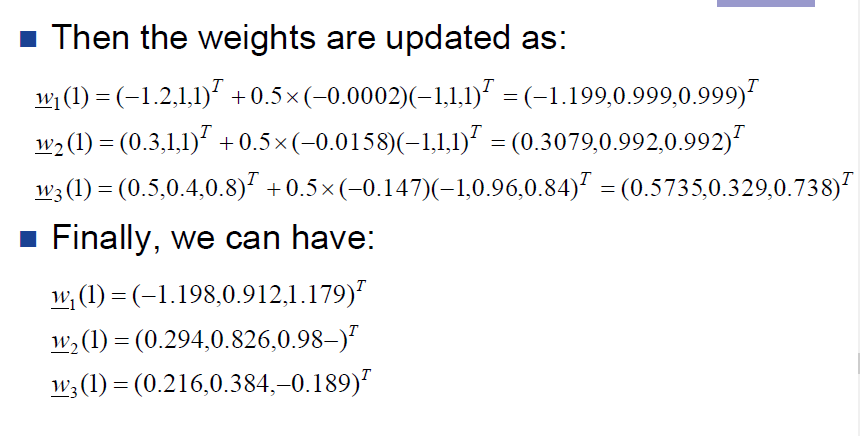 Then the weights are updated as:
w₁(1) = (−1.2,1,1)ᵀ + 0.5×(−0.0002)(−1,1,1)ᵀ = (−1.199,0.999,0.999)ᵀ
w₂(1) = (0.3,1,1)ᵀ + 0.5×(−0.0158)(−1,1,1)ᵀ = (0.3079,0.992,0.992)ᵀ
w₃(1) = (0.5,0.4,0.8)ᵀ + 0.5×(−0.147)(−1,0.96,0.84)ᵀ = (0.5735,0.329,0.738)ᵀ
Finally, we can have:
w₁(1) = (−1.198,0.912,1.179)ᵀ
w₂(1) = (0.294,0.826,0.98−)ᵀ
w₃(1) = (0.216,0.384,−0.189)ᵀ